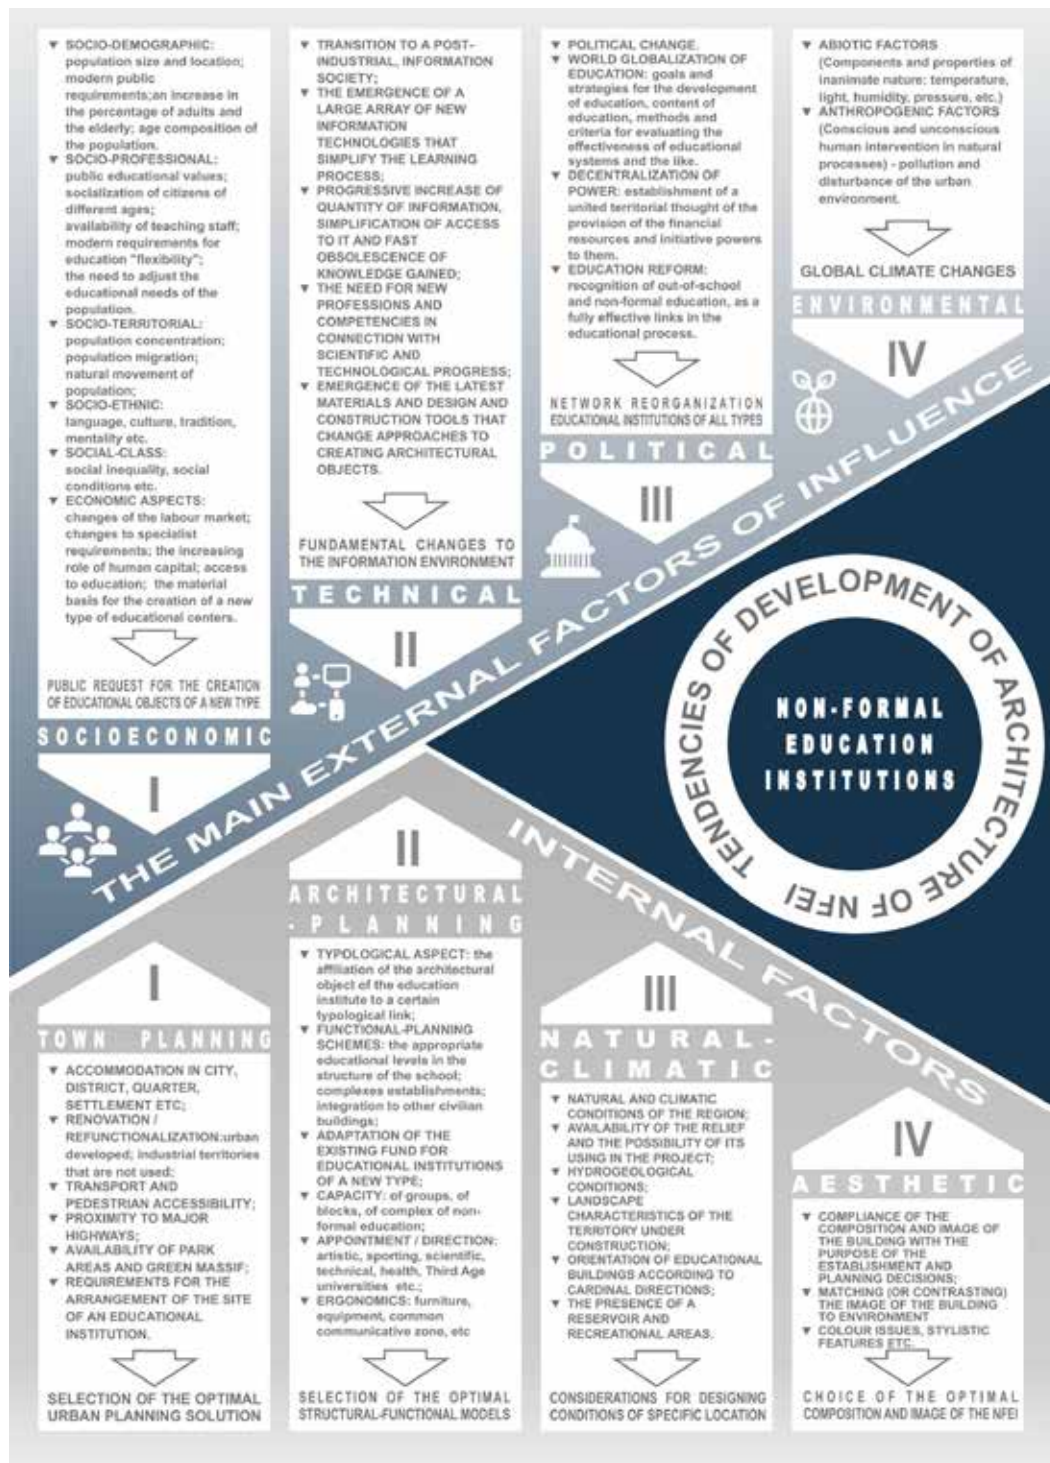 ▼ SOCIO-DEMOGRAPHIC:
population size and location;
modern public
requirements;an increase in
the percentage of adults and
the elderly; age composition of
the population.
▼ SOCIO-PROFESSIONAL:
public educational values;
socialization of citizens of
different ages;
availability of teaching staff;
modern requirements for
education "flexibility";
the need to adjust the
educational needs of the
population.
▼ SOCIO-TERRITORIAL:
population concentration;
population migration;
natural movement of
population;
▼ SOCIO-ETHNIC:
language, culture, tradition,
mentality etc.
▼ SOCIAL-CLASS:
social inequality, social
conditions etc.
▼ ECONOMIC ASPECTS:
changes of the labour market;
changes to specialist
requirements; the increasing
role of human capital; access
to education; the material
basis for the creation of a new
type of educational centers.
PUBLIC REQUEST FOR THE CREATION
OF EDUCATIONAL OBJECTS OF A NEW TYPE
SOCIOECONOMIC
I
▼ TRANSITION TO A POST-
INDUSTRIAL, INFORMATION
SOCIETY;
▼ THE EMERGENCE OF A
LARGE ARRAY OF NEW
INFORMATION
TECHNOLOGIES THAT
SIMPLIFY THE LEARNING
PROCESS;
▼ PROGRESSIVE INCREASE OF
QUANTITY OF INFORMATION,
SIMPLIFICATION OF ACCESS
TO IT AND FAST
OBSOLESCENCE OF
KNOWLEDGE GAINED;
▼ THE NEED FOR NEW
PROFESSIONS AND
COMPETENCIES IN
CONNECTION WITH
SCIENTIFIC AND
TECHNOLOGICAL PROGRESS;
▼ EMERGENCE OF THE LATEST
MATERIALS AND DESIGN AND
CONSTRUCTION TOOLS THAT
CHANGE APPROACHES TO
CREATING ARCHITECTURAL
OBJECTS.
FUNDAMENTAL CHANGES TO
THE INFORMATION ENVIRONMENT
TECHNICAL
II
▼ POLITICAL CHANGE.
▼ WORLD GLOBALIZATION OF
EDUCATION: goals and
strategies for the development
of education, content of
education, methods and
criteria for evaluating the
effectiveness of educational
systems and the like.
▼ DECENTRALIZATION OF
POWER: establishment of a
united territorial thought of the
provision of the financial
resources and initiative powers
to them.
▼ EDUCATION REFORM:
recognition of out-of-school
and non-formal education, as a
fully effective links in the
educational process.
NETWORK REORGANIZATION
EDUCATIONAL INSTITUTIONS OF ALL TYPES
POLITICAL
III
▼ ABIOTIC FACTORS
(Components and properties of
inanimate nature: temperature,
light, humidity, pressure, etc.)
▼ ANTHROPOGENIC FACTORS
(Conscious and unconscious
human intervention in natural
processes) - pollution and
disturbance of the urban
environment.
GLOBAL CLIMATE CHANGES
ENVIRONMENTAL
IV
THE MAIN EXTERNAL FACTORS OF INFLUENCE
TENDENCIES OF DEVELOPMENT OF ARCHITECTURE OF NFEI
NON-FORMAL
EDUCATION
INSTITUTIONS
INTERNAL FACTORS
I
TOWN PLANNING
▼ ACCOMMODATION IN CITY,
DISTRICT, QUARTER,
SETTLEMENT ETC;
▼ RENOVATION /
REFUNCTIONALIZATION:urban
developed; industrial territories
that are not used;
▼ TRANSPORT AND
PEDESTRIAN ACCESSIBILITY;
▼ PROXIMITY TO MAJOR
HIGHWAYS;
▼ AVAILABILITY OF PARK
AREAS AND GREEN MASSIF;
▼ REQUIREMENTS FOR THE
ARRANGEMENT OF THE SITE
OF AN EDUCATIONAL
INSTITUTION.
SELECTION OF THE OPTIMAL
URBAN PLANNING SOLUTION
II
ARCHITECTURAL
-PLANNING
▼ TYPOLOGICAL ASPECT: the
affiliation of the architectural
object of the education
institute to a certain
typological link;
▼ FUNCTIONAL-PLANNING
SCHEMES: the appropriate
educational levels in the
structure of the school;
complexes establishments;
integration to other civilian
buildings;
▼ ADAPTATION OF THE
EXISTING FUND FOR
EDUCATIONAL INSTITUTIONS
OF A NEW TYPE;
▼ CAPACITY: of groups, of
blocks, of complex of non-
formal education;
▼ APPOINTMENT / DIRECTION:
artistic, sporting, scientific,
technical, health, Third Age
universities etc.;
▼ ERGONOMICS: furniture,
equipment, common
communicative zone, etc
SELECTION OF THE OPTIMAL
STRUCTURAL-FUNCTIONAL MODELS
III
NATURAL-
CLIMATIC
▼ NATURAL AND CLIMATIC
CONDITIONS OF THE REGION;
▼ AVAILABILITY OF THE RELIEF
AND THE POSSIBILITY OF ITS
USING IN THE PROJECT;
▼ HYDROGEOLOGICAL
CONDITIONS;
▼ LANDSCAPE
CHARACTERISTICS OF THE
TERRITORY UNDER
CONSTRUCTION;
▼ ORIENTATION OF EDUCATIONAL
BUILDINGS ACCORDING TO
CARDINAL DIRECTIONS;
▼ THE PRESENCE OF A
RESERVOIR AND
RECREATIONAL AREAS.
CONSIDERATIONS FOR DESIGNING
CONDITIONS OF SPECIFIC LOCATION
IV
AESTHETIC
▼ COMPLIANCE OF THE
COMPOSITION AND IMAGE OF
THE BUILDING WITH THE
PURPOSE OF THE
ESTABLISHMENT AND
PLANNING DECISIONS;
▼ MATCHING (OR CONTRASTING)
THE IMAGE OF THE BUILDING
TO ENVIRONMENT
▼ COLOUR ISSUES, STYLISTIC
FEATURES ETC.
CHOICE OF THE OPTIMAL
COMPOSITION AND IMAGE OF THE NFEI